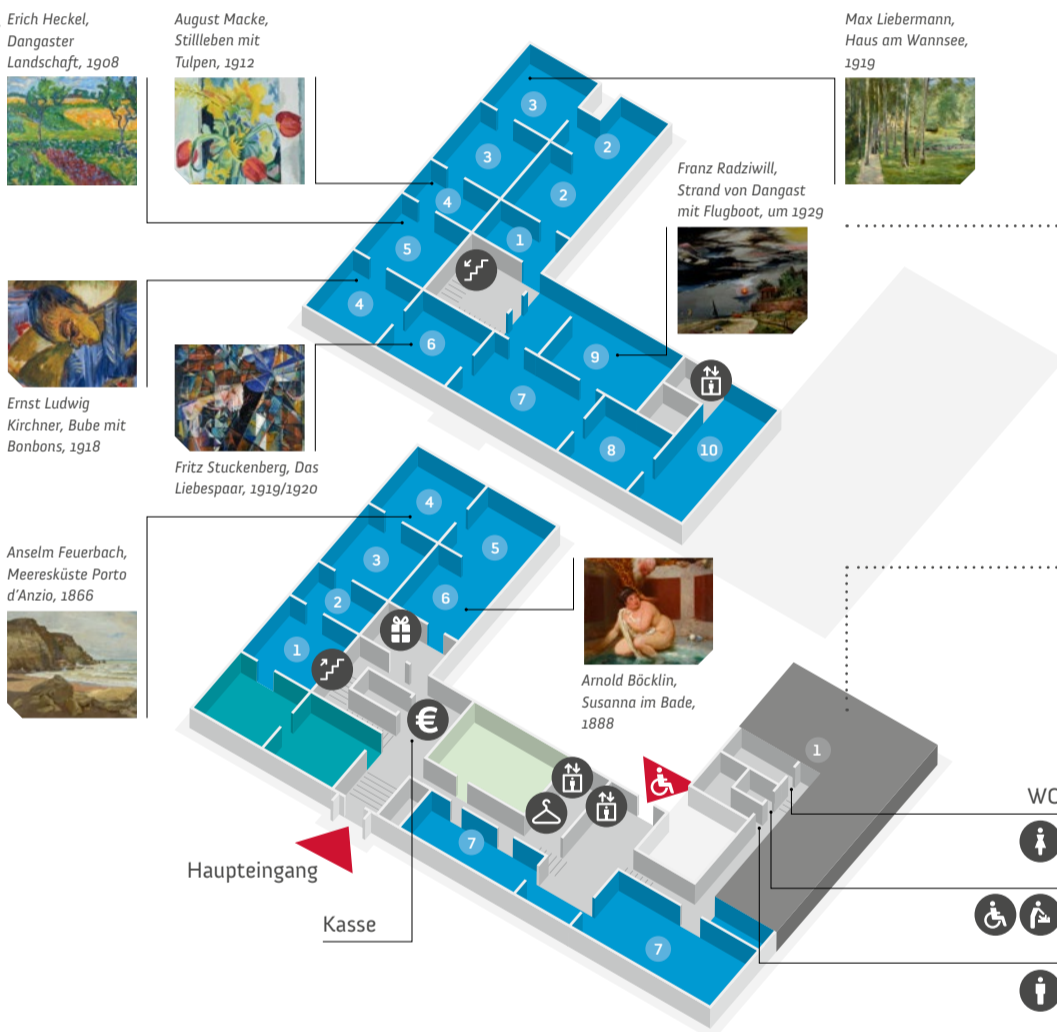 Erich Heckel,
Dangaster
Landschaft, 1908
August Macke,
Stillleben mit
Tulpen, 1912
Max Liebermann,
Haus am Wannsee,
1919
Franz Radziwill,
Strand von Dangast
mit Flugboot, um 1929
3
2
3
2
4
1
5
4
6
9
7
8
10
Ernst Ludwig
Kirchner, Bube mit
Bonbons, 1918
Fritz Stuckenberg, Das
Liebespaar, 1919/1920
Anselm Feuerbach,
Meeresküste Porto
d'Anzio, 1866
4
5
3
6
2
1
Arnold Böcklin,
Susanna im Bade,
1888
€
1
WC
7
Haupteingang
Kasse
7